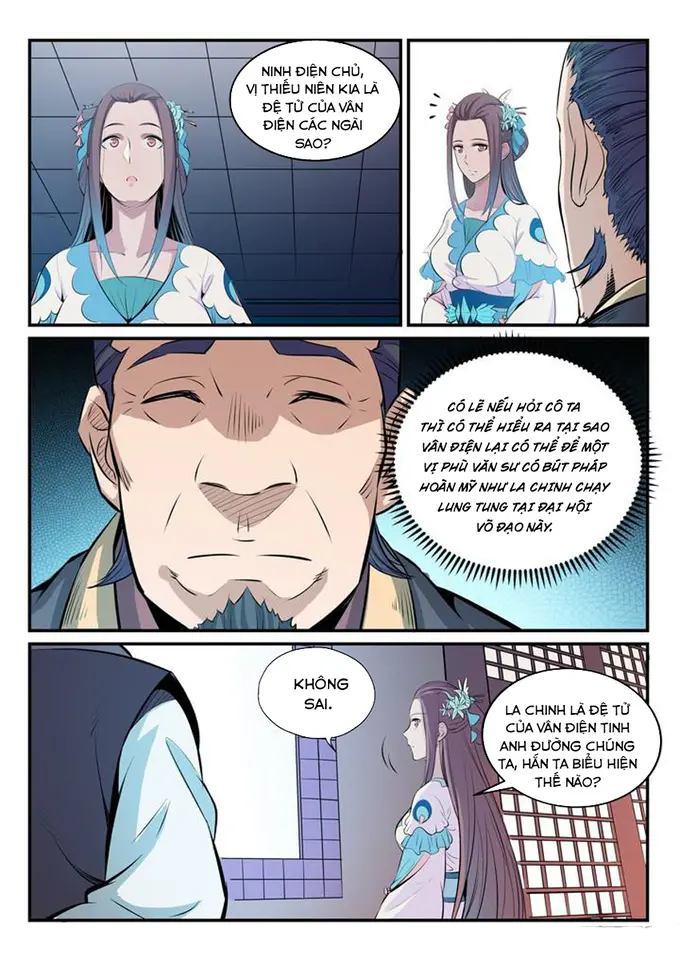 NINH ĐIỆN CHỦ,
VỊ THIẾU NIÊN KIA LÀ
ĐỆ TỬ CỦA VÂN
ĐIỆN CÁC NGÀI
SAO?
CÓ LẼ NẾU HỎI CÔ TA
THÌ CÓ THỂ HIỂU RA TẠI SAO
VÂN ĐIỆN LẠI CÓ THỂ ĐỂ MỘT
VỊ PHÙ VĂN SƯ CÓ BÚT PHÁP
HOÀN MỸ NHƯ LA CHINH CHẠY
LUNG TUNG TẠI ĐẠI HỘI
VÕ ĐẠO NÀY.
KHÔNG
SAI.
LA CHINH LÀ ĐỆ TỬ
CỦA VÂN ĐIỆN TINH
ANH ĐƯỜNG CHÚNG
TA, HẮN TA BIỂU HIỆN
THẾ NÀO?